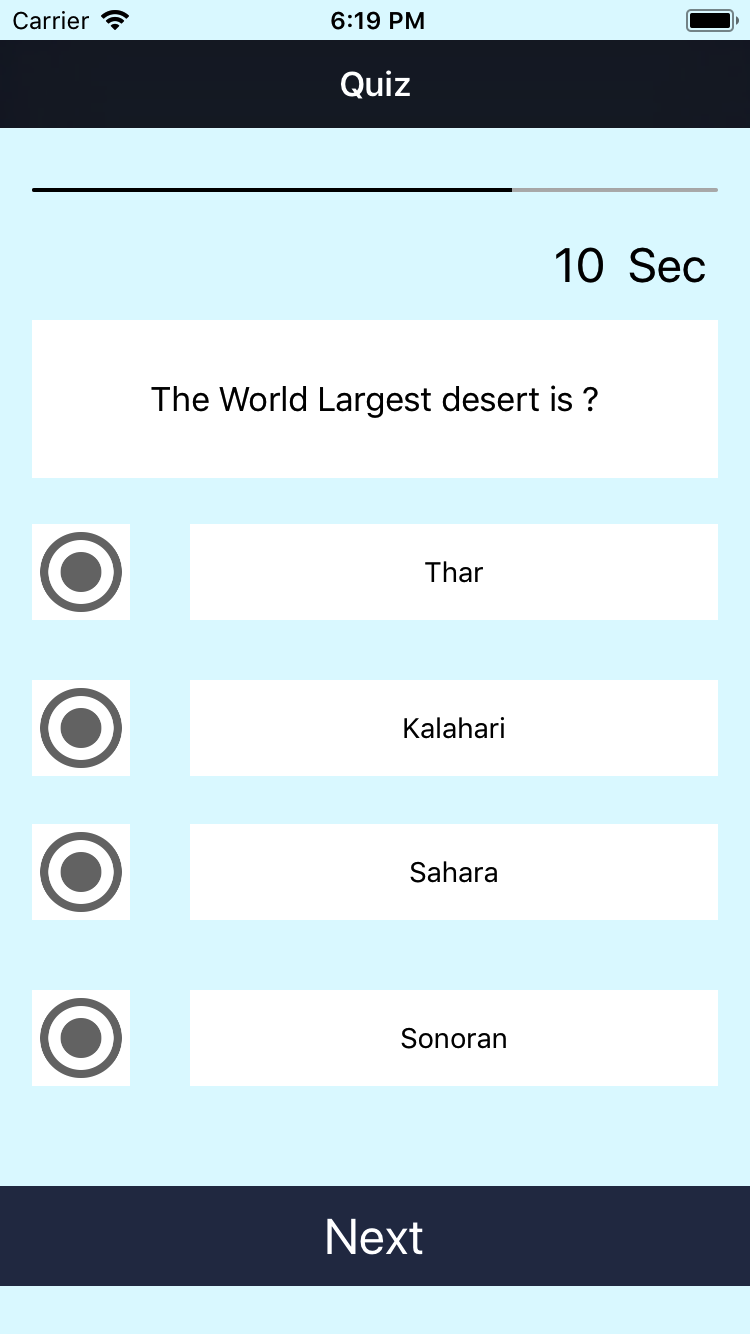 Carrier 6:19 PM
Quiz
10 Sec
The World Largest desert is ?
Thar
Kalahari
Sahara
Sonoran
Next